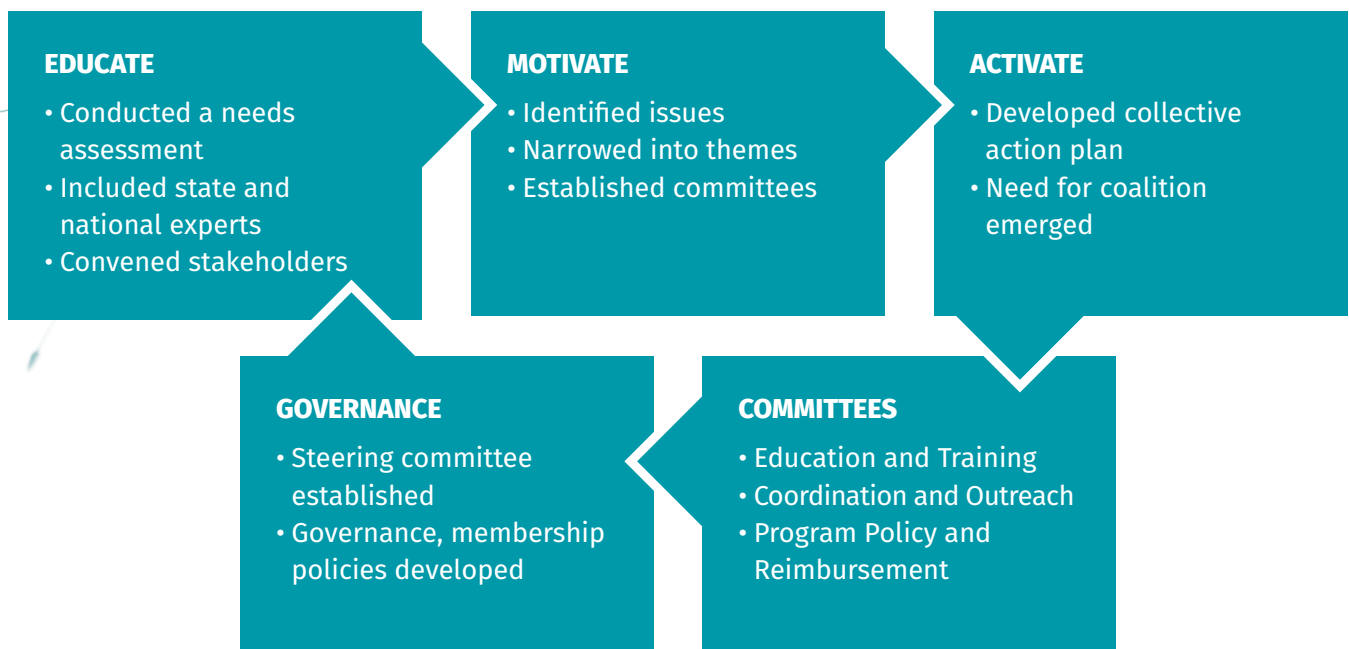 EDUCATE
• Conducted a needs
assessment
• Included state and
national experts
• Convened stakeholders
MOTIVATE
• Identified issues
• Narrowed into themes
• Established committees
ACTIVATE
• Developed collective
action plan
• Need for coalition
emerged
GOVERNANCE
• Steering committee
established
• Governance, membership
policies developed
COMMITTEES
• Education and Training
• Coordination and Outreach
• Program Policy and
Reimbursement